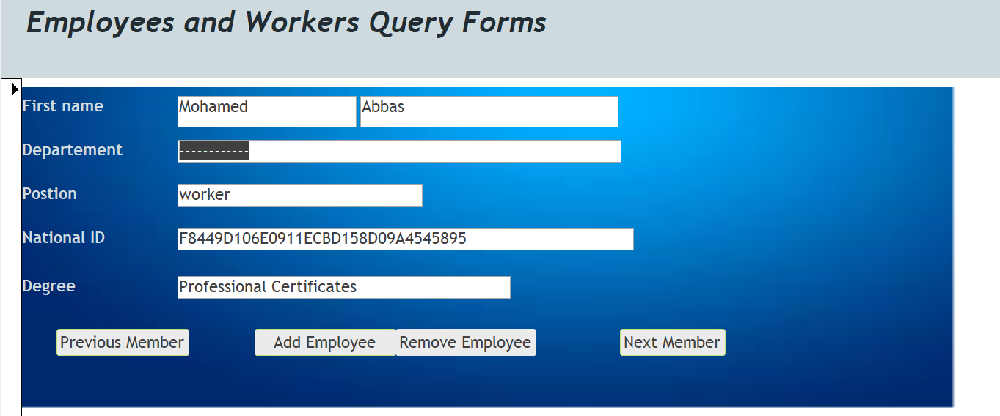 Employees and Workers Query Forms
First name Mohamed Abbas
Departement ------------
Postion worker
National ID F8449D106E0911ECBD158D09A4545895
Degree Professional Certificates
Previous Member Add Employee Remove Employee Next Member